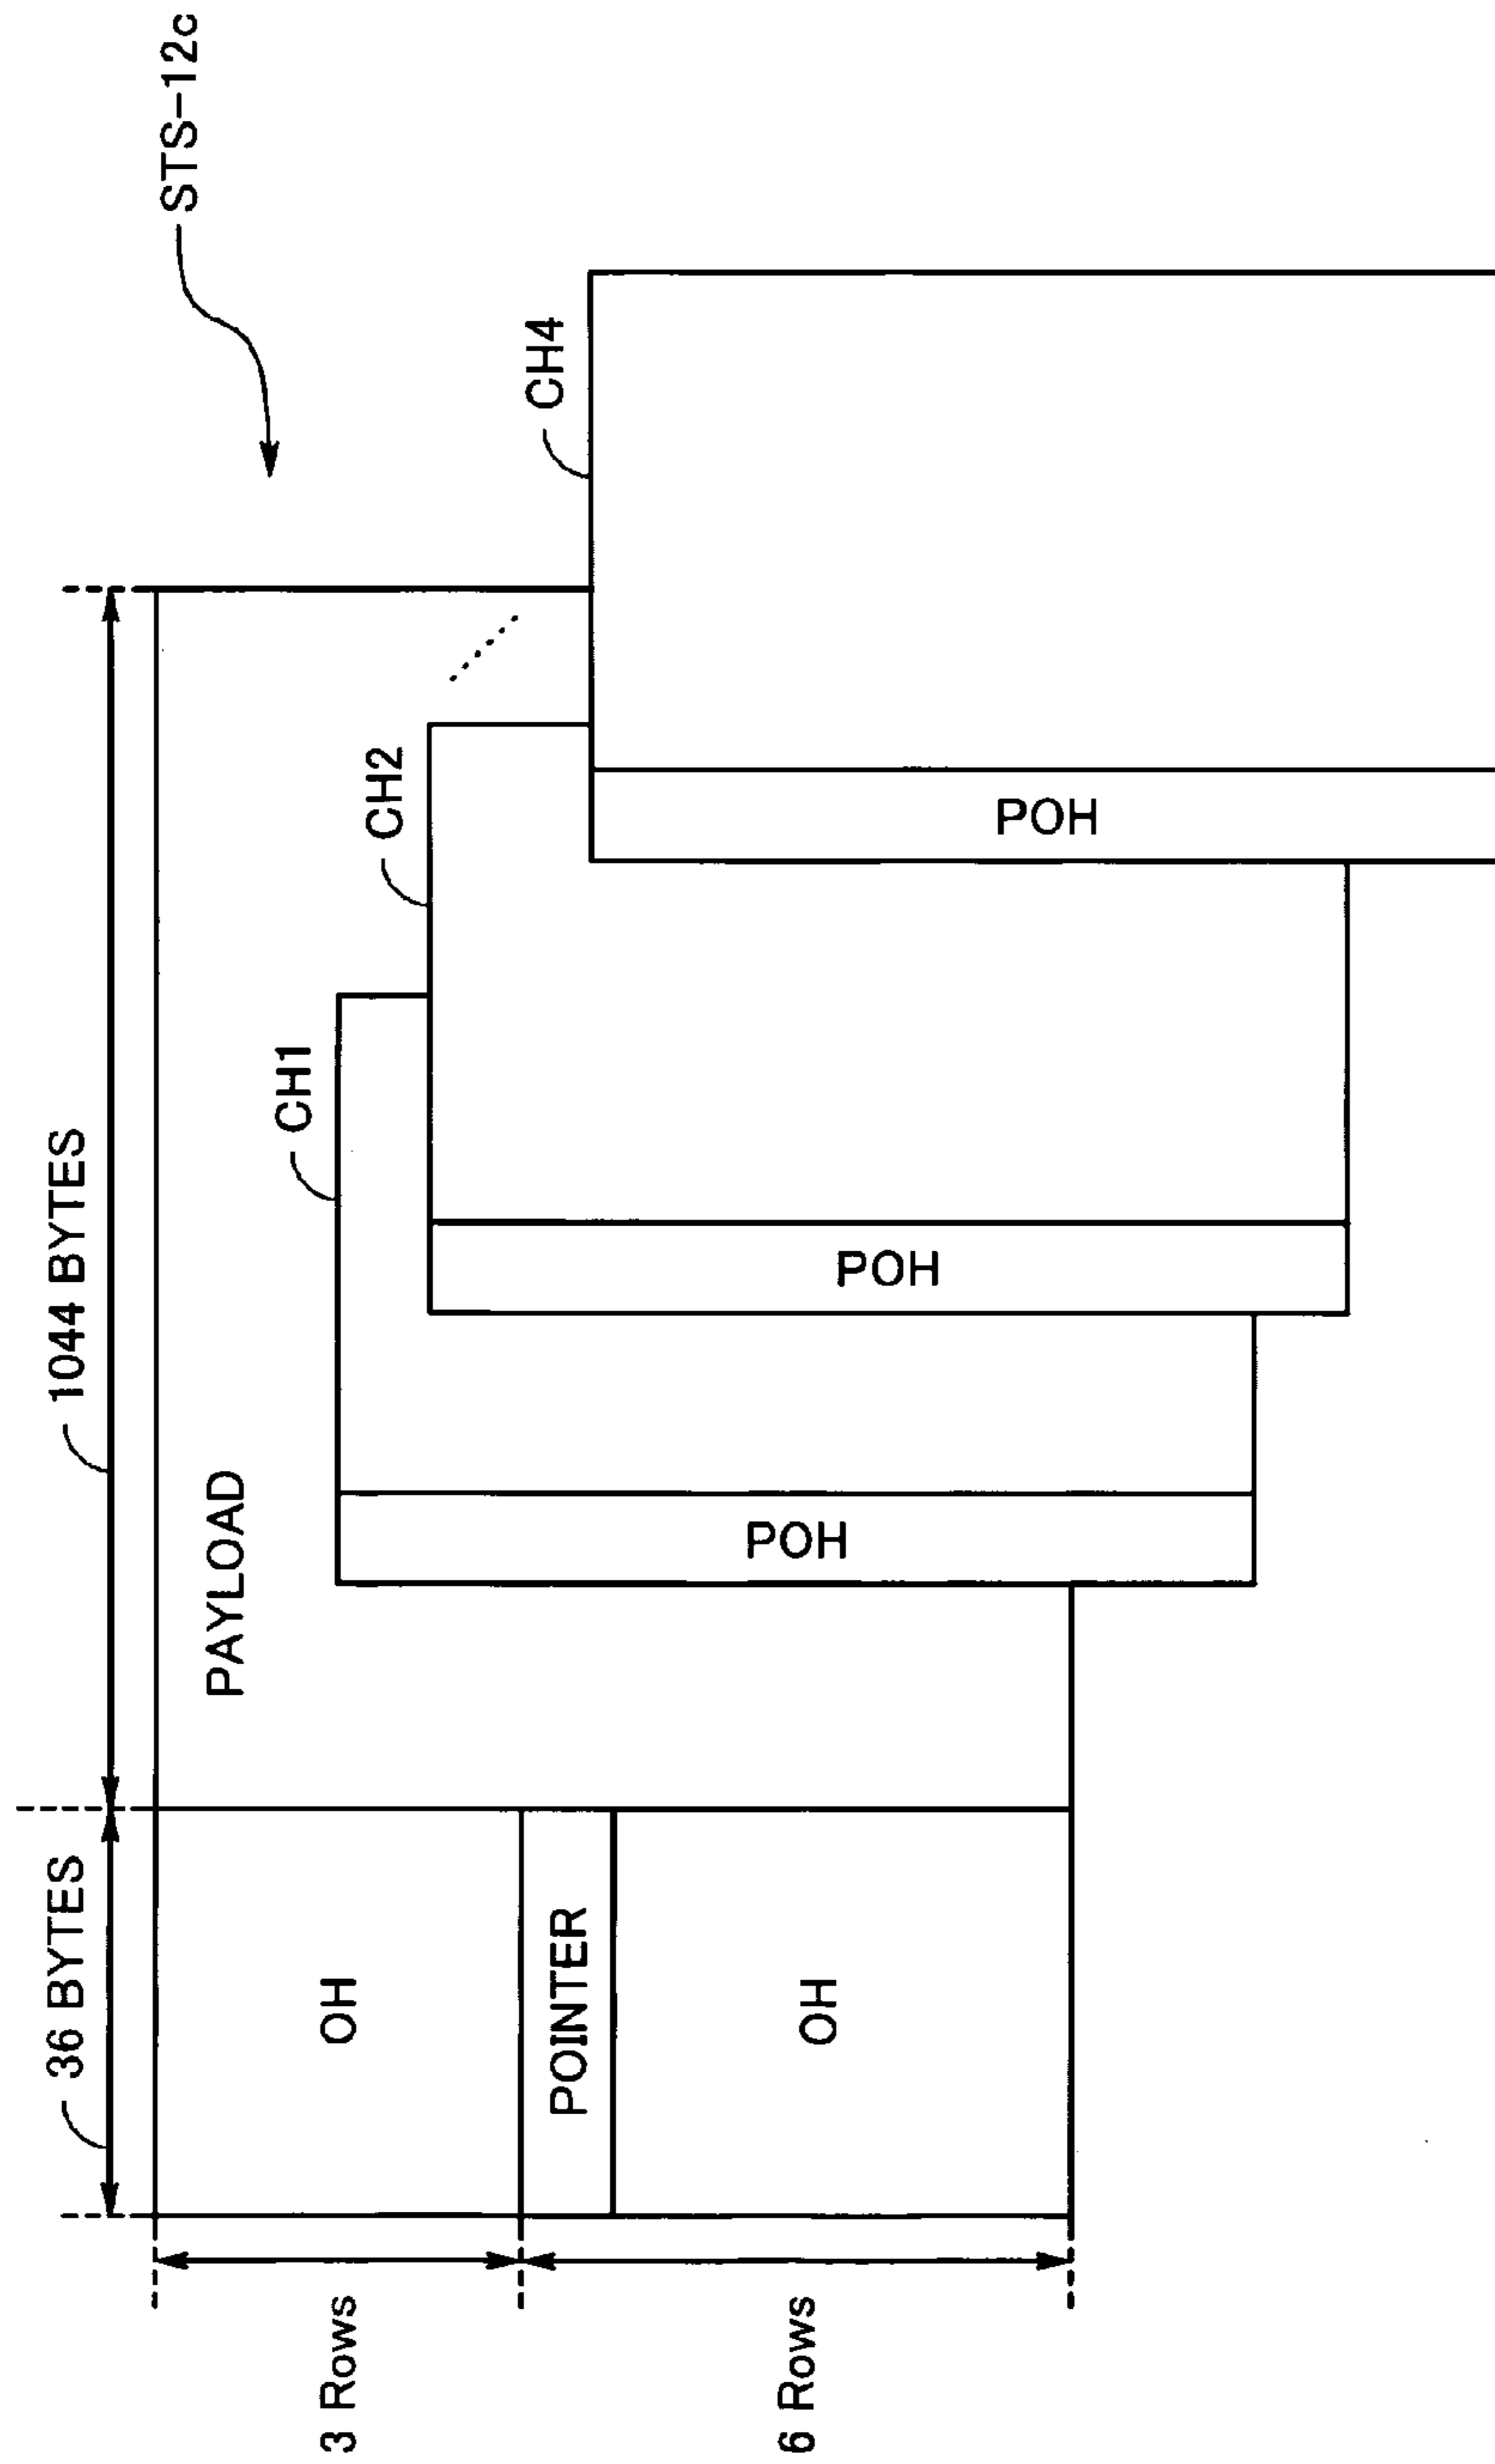 STS-12c
36 BYTES
1044 BYTES
3 Rows
6 Rows
OH
POINTER
OH
PAYLOAD
CH1
POH
CH2
POH
CH4
POH